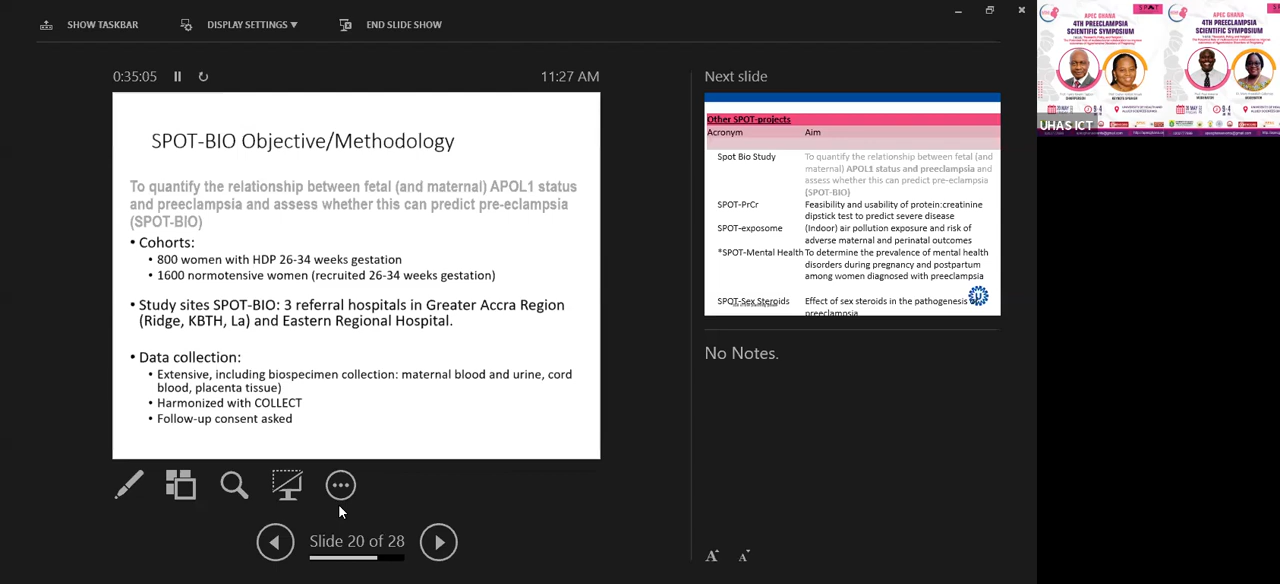 SHOW TASKBAR
DISPLAY SETTINGS ▼
END SLIDE SHOW
0:35:05
11:27 AM
SPOT-BIO Objective/Methodology
To quantify the relationship between fetal (and maternal) APOL1 status
and preeclampsia and assess whether this can predict pre-eclampsia
(SPOT-BIO)
• Cohorts:
• 800 women with HDP 26-34 weeks gestation
• 1600 normotensive women (recruited 26-34 weeks gestation)
• Study sites SPOT-BIO: 3 referral hospitals in Greater Accra Region
(Ridge, KBTH, La) and Eastern Regional Hospital.
• Data collection:
• Extensive, including biospecimen collection: maternal blood and urine, cord
blood, placenta tissue)
• Harmonized with COLLECT
• Follow-up consent asked
Slide 20 of 28
Next slide
Other SPOT-projects
Acronym Aim
Spot Bio Study To quantify the relationship between fetal (and
maternal) APOL1 status and preeclampsia and
assess whether this can predict pre-eclampsia
(SPOT-BIO)
SPOT-PrCr Feasibility and usability of protein:creatinine
dipstick test to predict severe disease
SPOT-exposome (Indoor) air pollution exposure and risk of
adverse maternal and perinatal outcomes
*SPOT-Mental Health To determine the prevalence of mental health
disorders during pregnancy and postpartum
among women diagnosed with preeclampsia
SPOT-Sex Steroids Effect of sex steroids in the pathogenesis
preeclampsia
No Notes.
A A
APEC GHANA
4TH PREECLAMPSIA
SCIENTIFIC SYMPOSIUM
APEC GHANA
4TH PREECLAMPSIA
SCIENTIFIC SYMPOSIUM
UHAS ICT